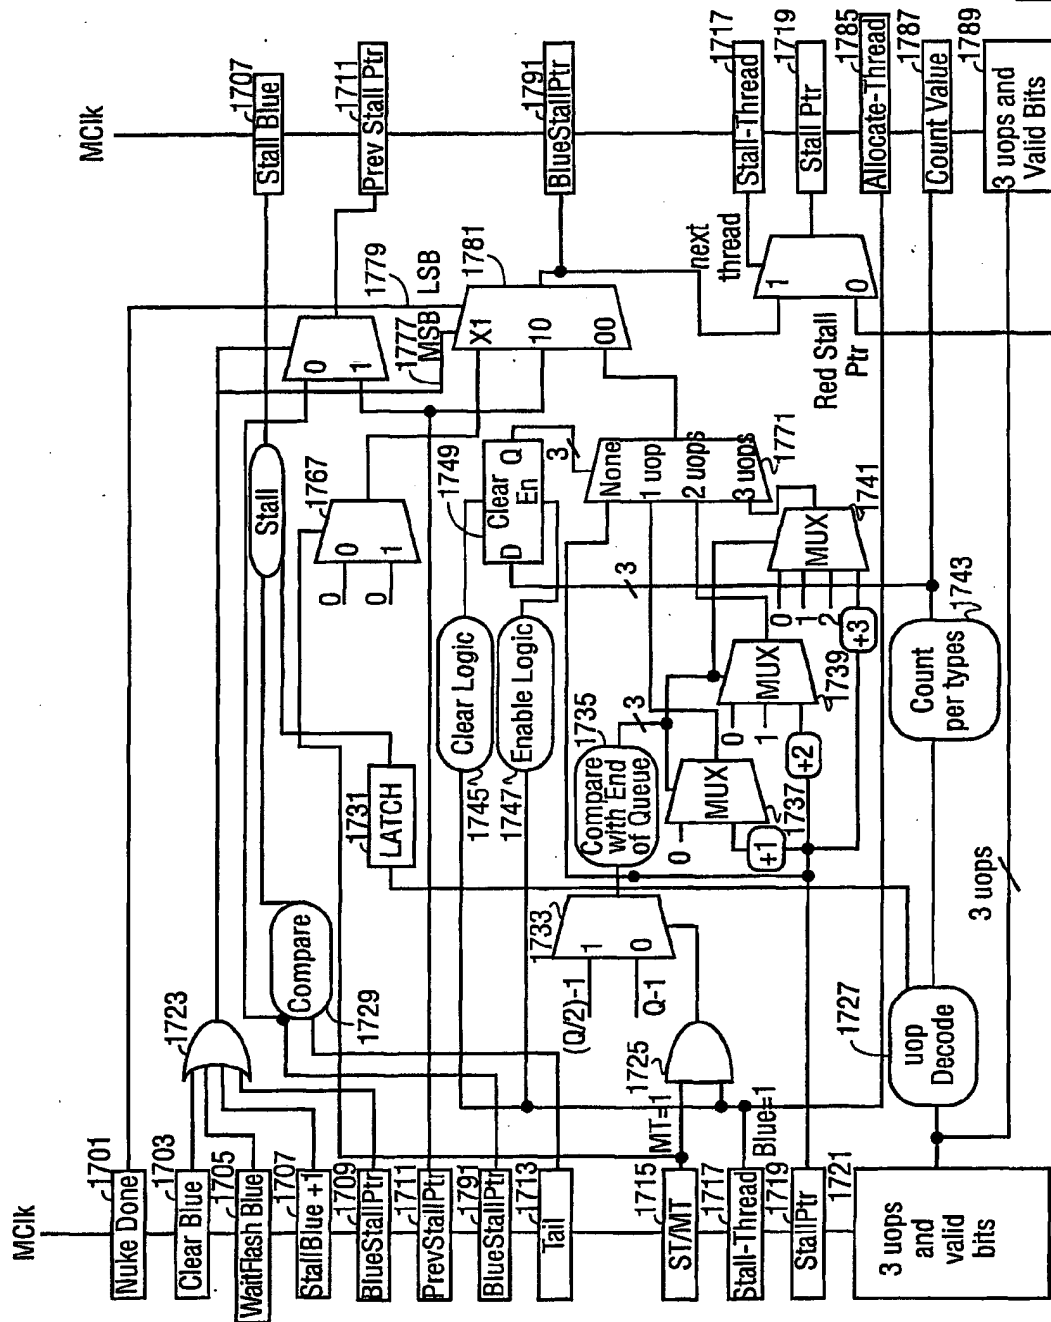 MClk
1701
Nuke Done
1703
Clear Blue
1705
WaitFlash Blue
1707
StallBlue +1
1709
BlueStallPtr
1711
PrevStallPtr
1791
BlueStallPtr
1713
Tail
1715
ST/MT
1717
Stall-Thread
1719
StallPtr
1721
3 uops
and
valid
bits
1723
Compare
1729
MT=1
Blue=1
1725
1727
uop
Decode
3 uops
1731
LATCH
1733
1
0
(Q/2)-1
Q-1
1735
Compare
with End
of Queue
3
1745
Clear Logic
1747
Enable Logic
0
MUX
1737
+1
0
1
MUX
1739
+2
0
1
2
MUX
1741
+3
Count
per types
1743
3
1749
D
Clear
En
Q
3
None
1 uop
2 uops
3 uops
1771
Stall
1767
0
1
0
0
0
1
1777
MSB
1779
LSB
1781
X1
10
00
next
thread
1
0
Red Stall
Ptr
MClk
1707
Stall Blue
1711
Prev Stall Ptr
1791
BlueStallPtr
1717
Stall-Thread
1719
Stall Ptr
1785
Allocate-Thread
1787
Count Value
1789
3 uops and
Valid Bits